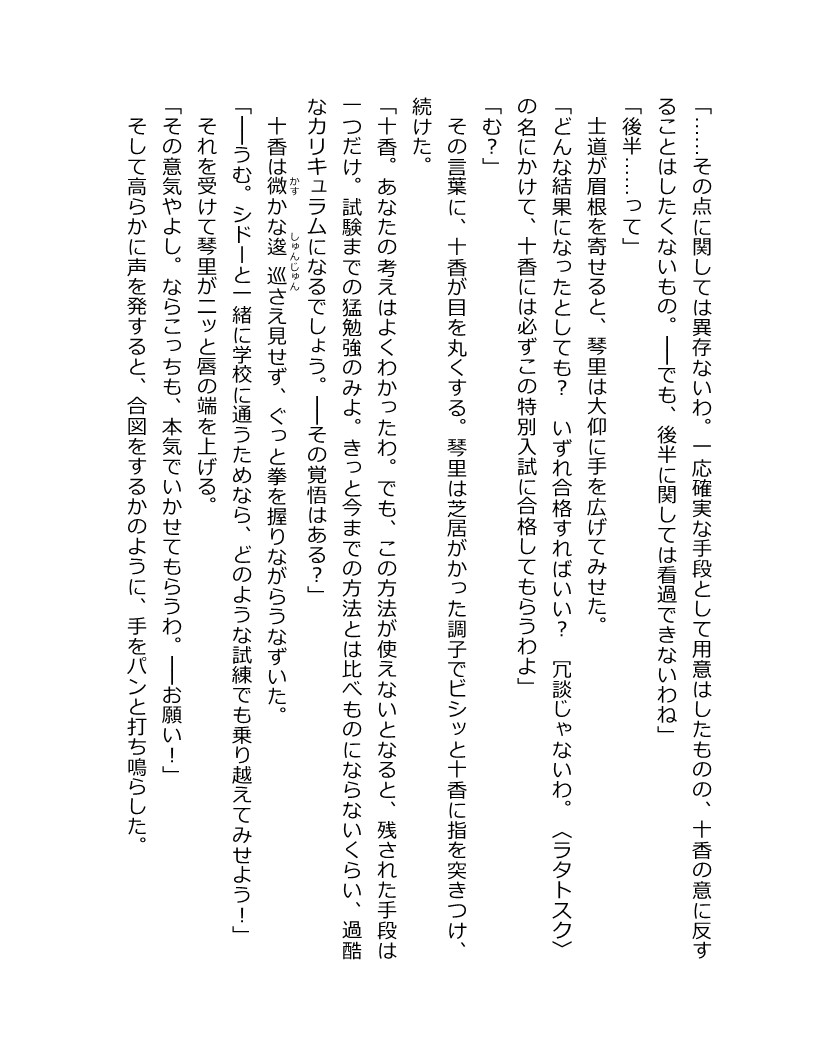 「……その点に関しては異存ないわ。一応確実な手段として用意はしたものの、十香の意に反す
ることはしたくないもの。――でも、後半に関しては看過できないわね」
「後半……って」
　士道が眉根を寄せると、琴里は大仰に手を広げてみせた。
「どんな結果になったとしても？　いずれ合格すればいい？　冗談じゃないわ。〈ラタトスク〉
の名にかけて、十香には必ずこの特別入試に合格してもらうわよ」
「む？」
　その言葉に、十香が目を丸くする。琴里は芝居がかった調子でビシッと十香に指を突きつけ、
続けた。
「十香。あなたの考えはよくわかったわ。でも、この方法が使えないとなると、残された手段は
一つだけ。試験までの猛勉強のみよ。きっと今までの方法とは比べものにならないくらい、過酷
なカリキュラムになるでしょう。――その覚悟はある？」
　十香は微かすかな逡巡しゅんじゅんさえ見せず、ぐっと拳を握りながらうなずいた。
「――うむ。シドーと一緒に学校に通うためなら、どのような試練でも乗り越えてみせよう！」
　それを受けて琴里がニッと唇の端を上げる。
「その意気やよし。ならこっちも、本気でいかせてもらうわ。――お願い！」
　そして高らかに声を発すると、合図をするかのように、手をパンと打ち鳴らした。